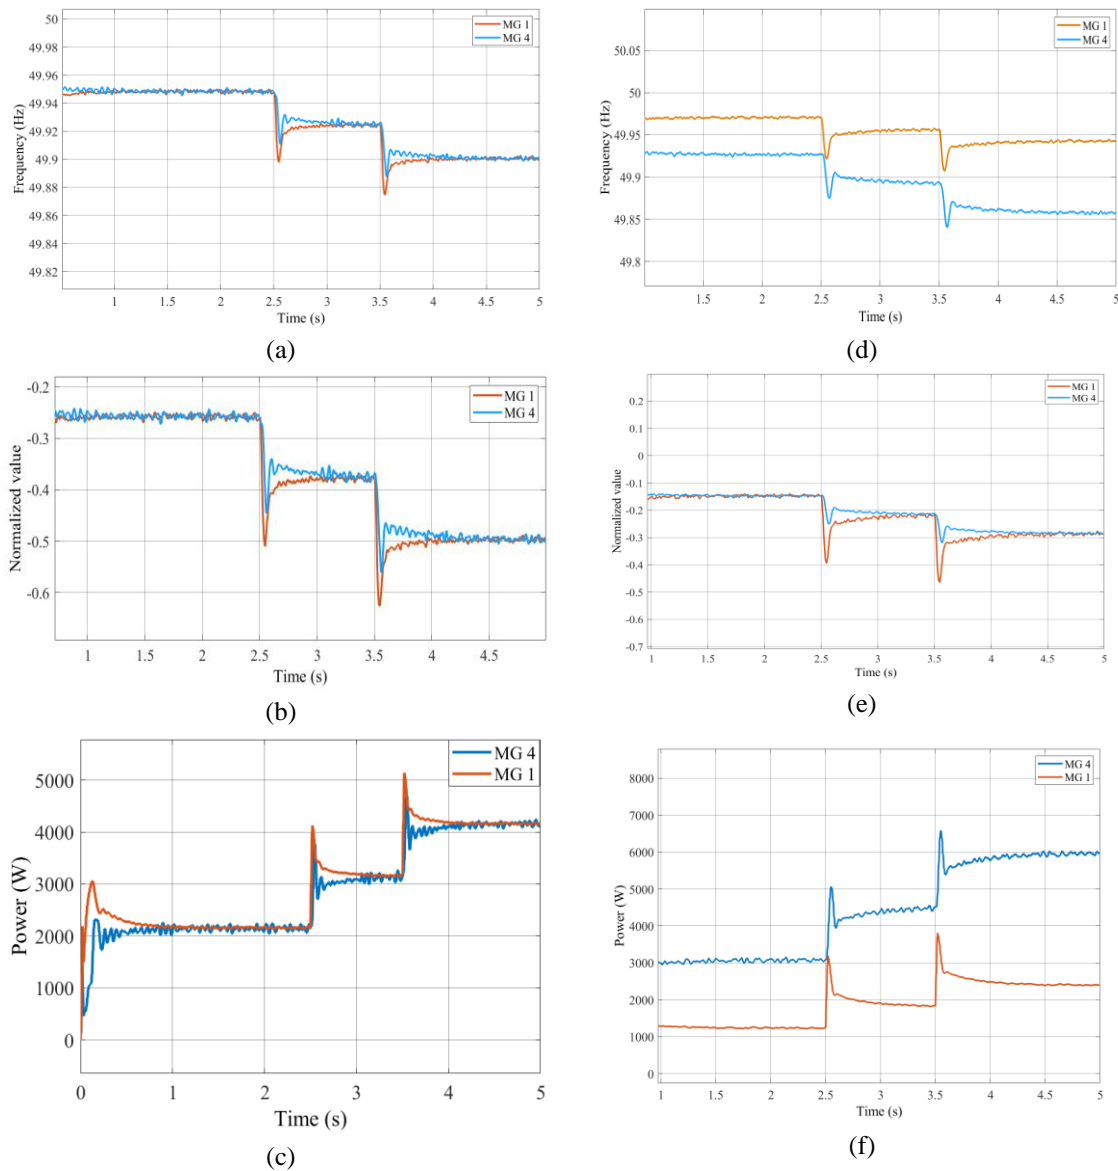 50
49.98
49.96
49.94
49.92
49.9
49.88
49.86
49.84
49.82
Frequency (Hz)
MG 1
MG 4
1 1.5 2 2.5 3 3.5 4 4.5 5
Time (s)
(a)
50.05
50
49.95
49.9
49.85
49.8
Frequency (Hz)
MG 1
MG 4
1.5 2 2.5 3 3.5 4 4.5 5
Time (s)
(d)
-0.2
-0.3
-0.4
-0.5
-0.6
Normalized value
MG 1
MG 4
1 1.5 2 2.5 3 3.5 4 4.5
Time (s)
(b)
0.2
0.1
0
-0.1
-0.2
-0.3
-0.4
-0.5
-0.6
-0.7
Normalized value
MG 1
MG 4
1 1.5 2 2.5 3 3.5 4 4.5 5
Time (s)
(e)
5000
4000
3000
2000
1000
0
Power (W)
MG 4
MG 1
0 1 2 3 4 5
Time (s)
(c)
8000
7000
6000
5000
4000
3000
2000
1000
0
Power (W)
MG 4
MG 1
1 1.5 2 2.5 3 3.5 4 4.5 5
Time (s)
(f)